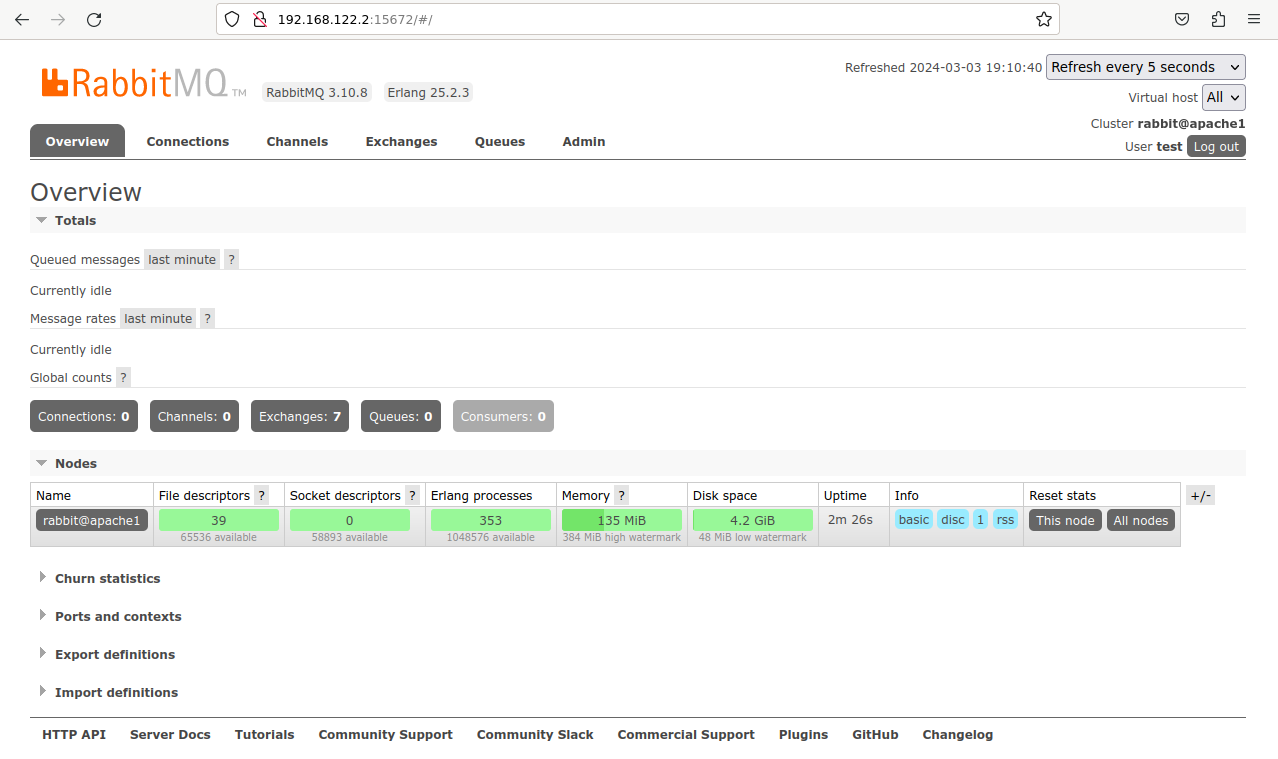 192.168.122.2:15672/#/
Refreshed 2024-03-03 19:10:40 Refresh every 5 seconds
RabbitMQ TM RabbitMQ 3.10.8 Erlang 25.2.3
Virtual host All
Cluster rabbit@apache1
Overview Connections Channels Exchanges Queues Admin
User test Log out
Overview
Totals
Queued messages last minute ?
Currently idle
Message rates last minute ?
Currently idle
Global counts ?
Connections: 0 Channels: 0 Exchanges: 7 Queues: 0 Consumers: 0
Nodes
Name File descriptors ? Socket descriptors ? Erlang processes Memory ? Disk space Uptime Info Reset stats +/-
rabbit@apache1 39 0 353 135 MiB 4.2 GiB 2m 26s basic disc 1 rss This node All nodes
65536 available 58893 available 1048576 available 384 MiB high watermark 48 MiB low watermark
Churn statistics
Ports and contexts
Export definitions
Import definitions
HTTP API Server Docs Tutorials Community Support Community Slack Commercial Support Plugins GitHub Changelog